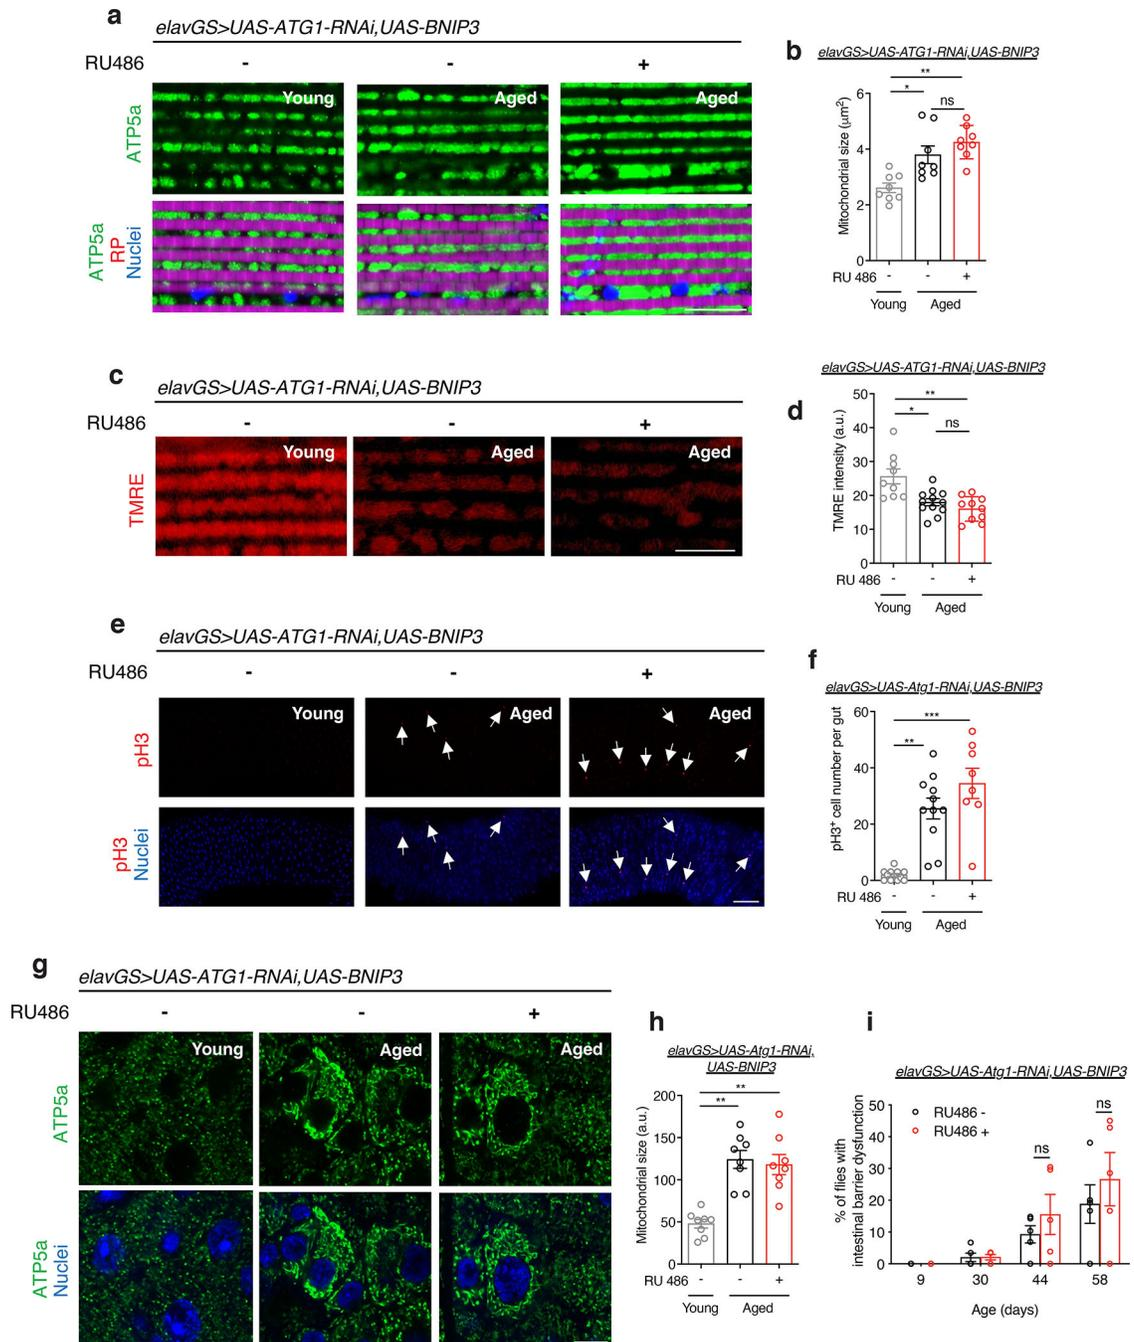 a
elavGS>UAS-ATG1-RNAi,UAS-BNIP3
RU486 - - +
ATP5a
Young Aged Aged
ATP5a
RP
Nuclei
b
elavGS>UAS-ATG1-RNAi,UAS-BNIP3
**
*
ns
Mitochondrial size (μm²)
6
4
2
0
RU 486 - - +
Young Aged
c
elavGS>UAS-ATG1-RNAi,UAS-BNIP3
RU486 - - +
TMRE
Young Aged Aged
d
elavGS>UAS-ATG1-RNAi,UAS-BNIP3
**
*
ns
TMRE intensity (a.u.)
50
40
30
20
10
0
RU 486 - - +
Young Aged
e
elavGS>UAS-ATG1-RNAi,UAS-BNIP3
RU486 - - +
pH3
Young Aged Aged
pH3
Nuclei
f
elavGS>UAS-Atg1-RNAi,UAS-BNIP3
***
**
pH3⁺ cell number per gut
60
40
20
0
RU 486 - - +
Young Aged
g
elavGS>UAS-ATG1-RNAi,UAS-BNIP3
RU486 - - +
ATP5a
Young Aged Aged
ATP5a
Nuclei
h
elavGS>UAS-Atg1-RNAi,
UAS-BNIP3
**
**
Mitochondrial size (a.u.)
200
150
100
50
0
RU 486 - - +
Young Aged
i
elavGS>UAS-Atg1-RNAi,UAS-BNIP3
RU486 -
RU486 +
ns
ns
% of flies with
intestinal barrier dysfunction
50
40
30
20
10
0
9 30 44 58
Age (days)